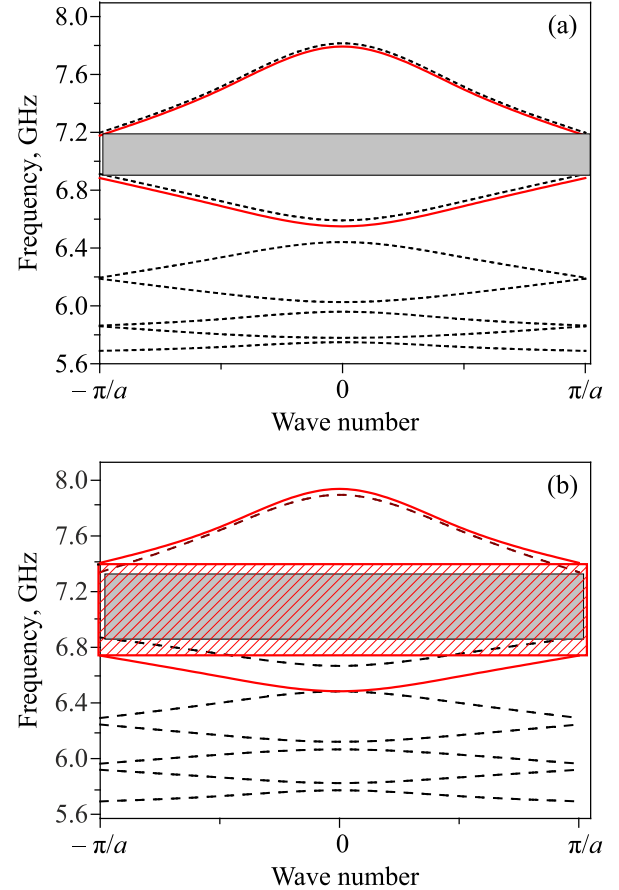 (a)
8.0
7.6
7.2
6.8
6.4
6.0
5.6
Frequency, GHz
– π/a
0
π/a
Wave number
(b)
8.0
7.6
7.2
6.8
6.4
6.0
5.6
Frequency, GHz
– π/a
0
π/a
Wave number